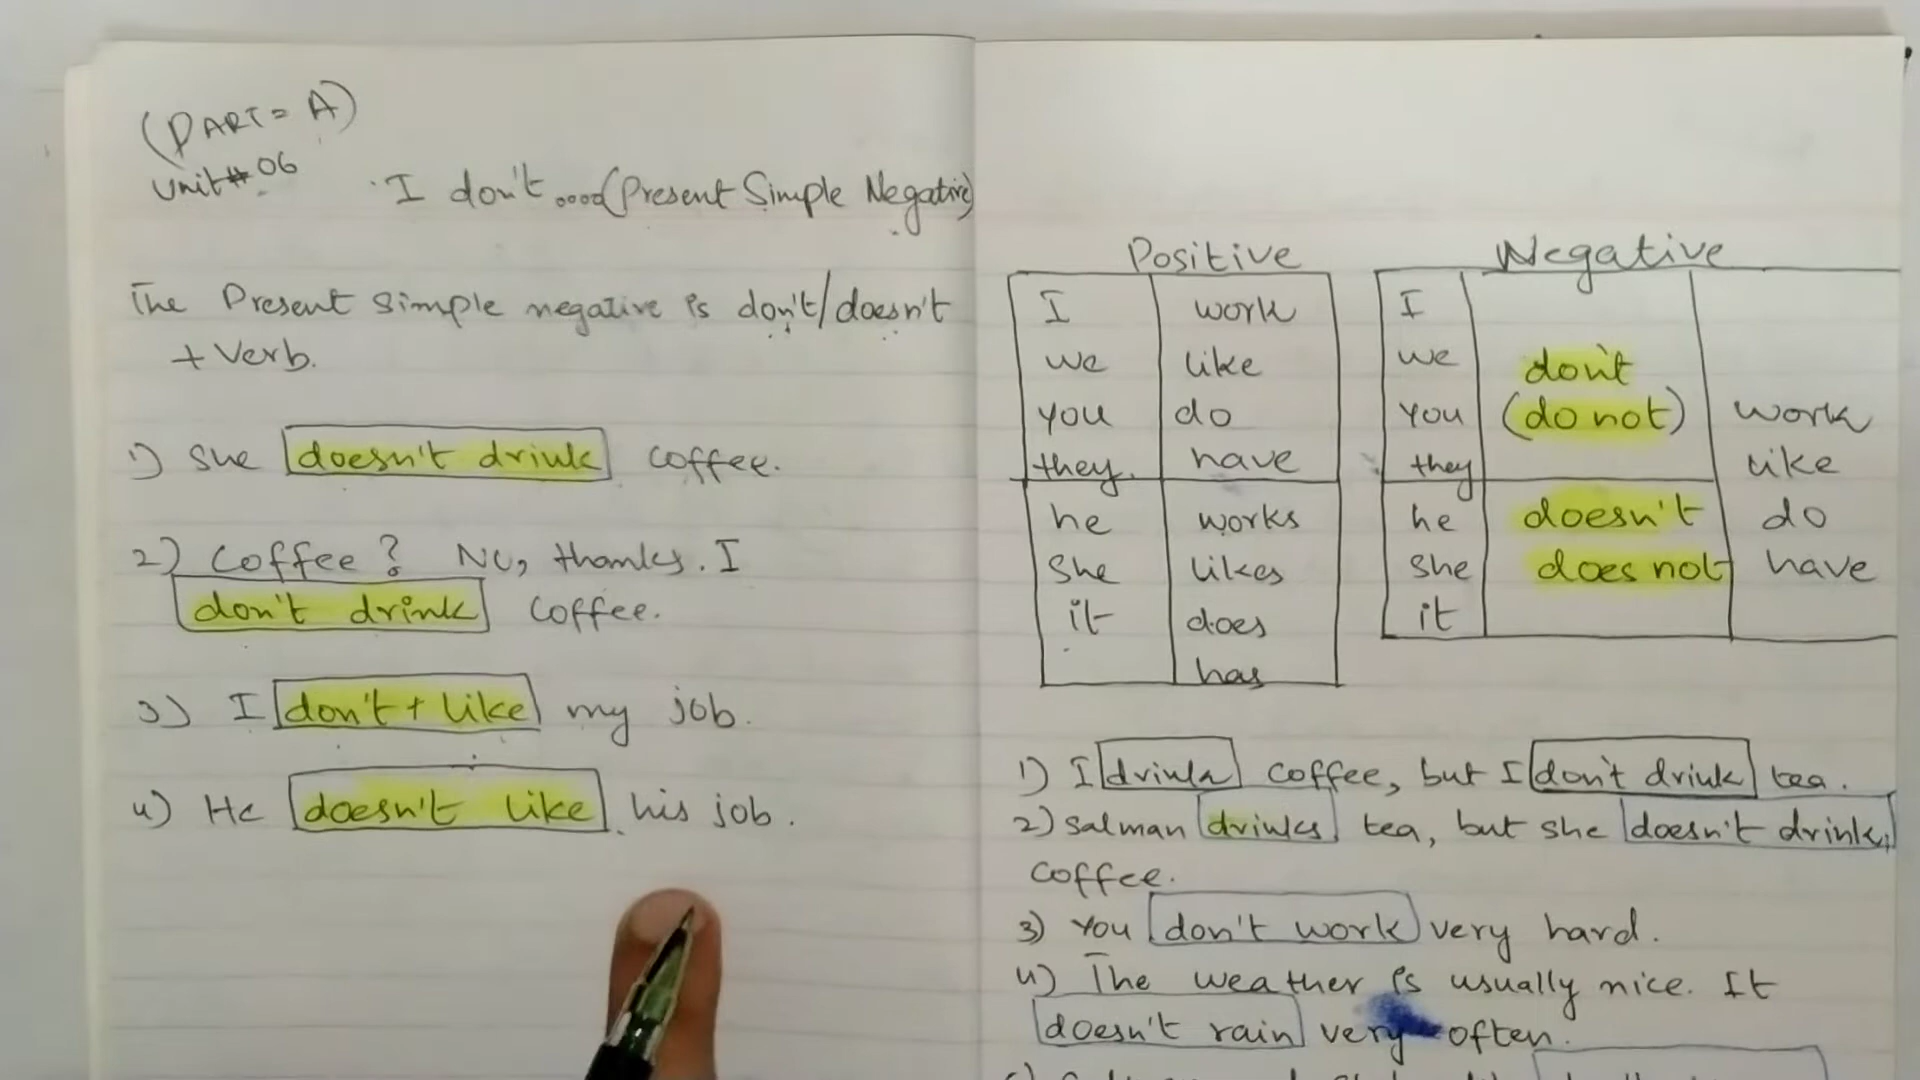 (PART = A)
Unit # 06
I don't ....(Present Simple Negative)
The Present Simple negative is don't/doesn't
+ Verb.
1) She doesn't drink coffee.
2) Coffee? No, thanks. I
don't drink coffee.
3) I don't + like my job.
4) He doesn't like his job.
Positive
I work
we like
you do
they. have
he works
She likes
it does
has
Negative
I
we don't
You (do not) work
they like
he doesn't do
she does not have
it
1) I drink coffee, but I don't drink tea.
2) Salman drinks tea, but she doesn't drink
coffee.
3) You don't work very hard.
4) The weather is usually nice. It
doesn't rain very often.